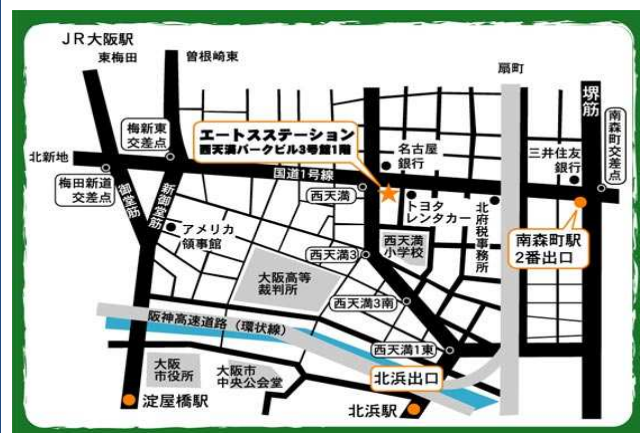 JR大阪駅
東梅田
曽根崎東
扇町
堺筋
南森町交差点
梅新東
交差点
エートスステーション
西天満パークビル3号館1階
名古屋
銀行
三井住友
銀行
北新地
国道1号線
梅田新道
交差点
御堂筋
新御堂筋
西天満
トヨタ
レンタカー
北府税事務所
アメリカ
領事館
西天満
小学校
南森町駅
2番出口
西天満3
大阪高等
裁判所
西天満3南
阪神高速道路(環状線)
西天満1東
大阪
市役所
大阪市
中央公会堂
北浜出口
淀屋橋駅
北浜駅